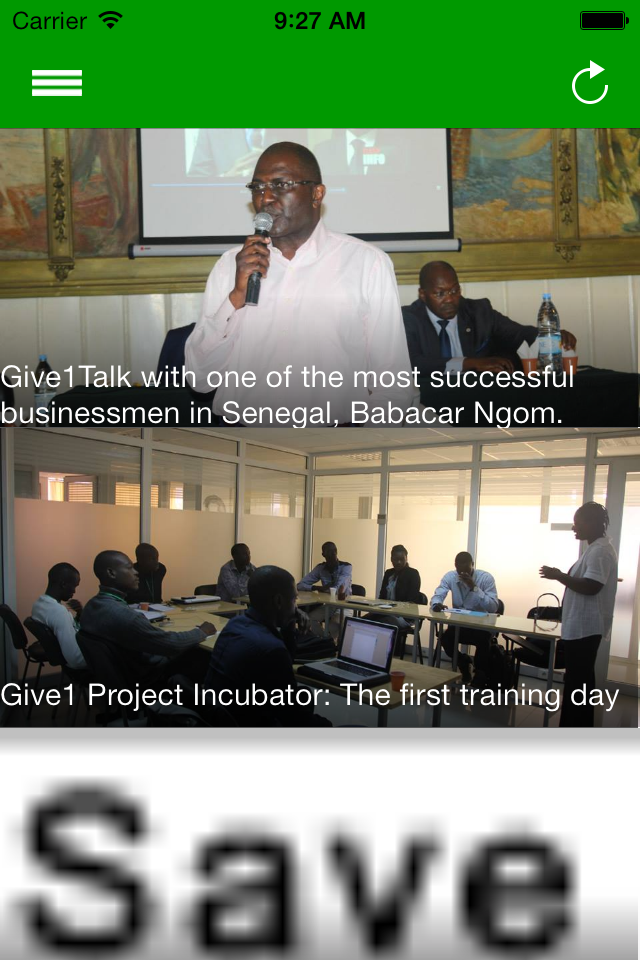 Carrier 9:27 AM
Give1Talk with one of the most successful
businessmen in Senegal, Babacar Ngom.
Give1 Project Incubator: The first training day
Save